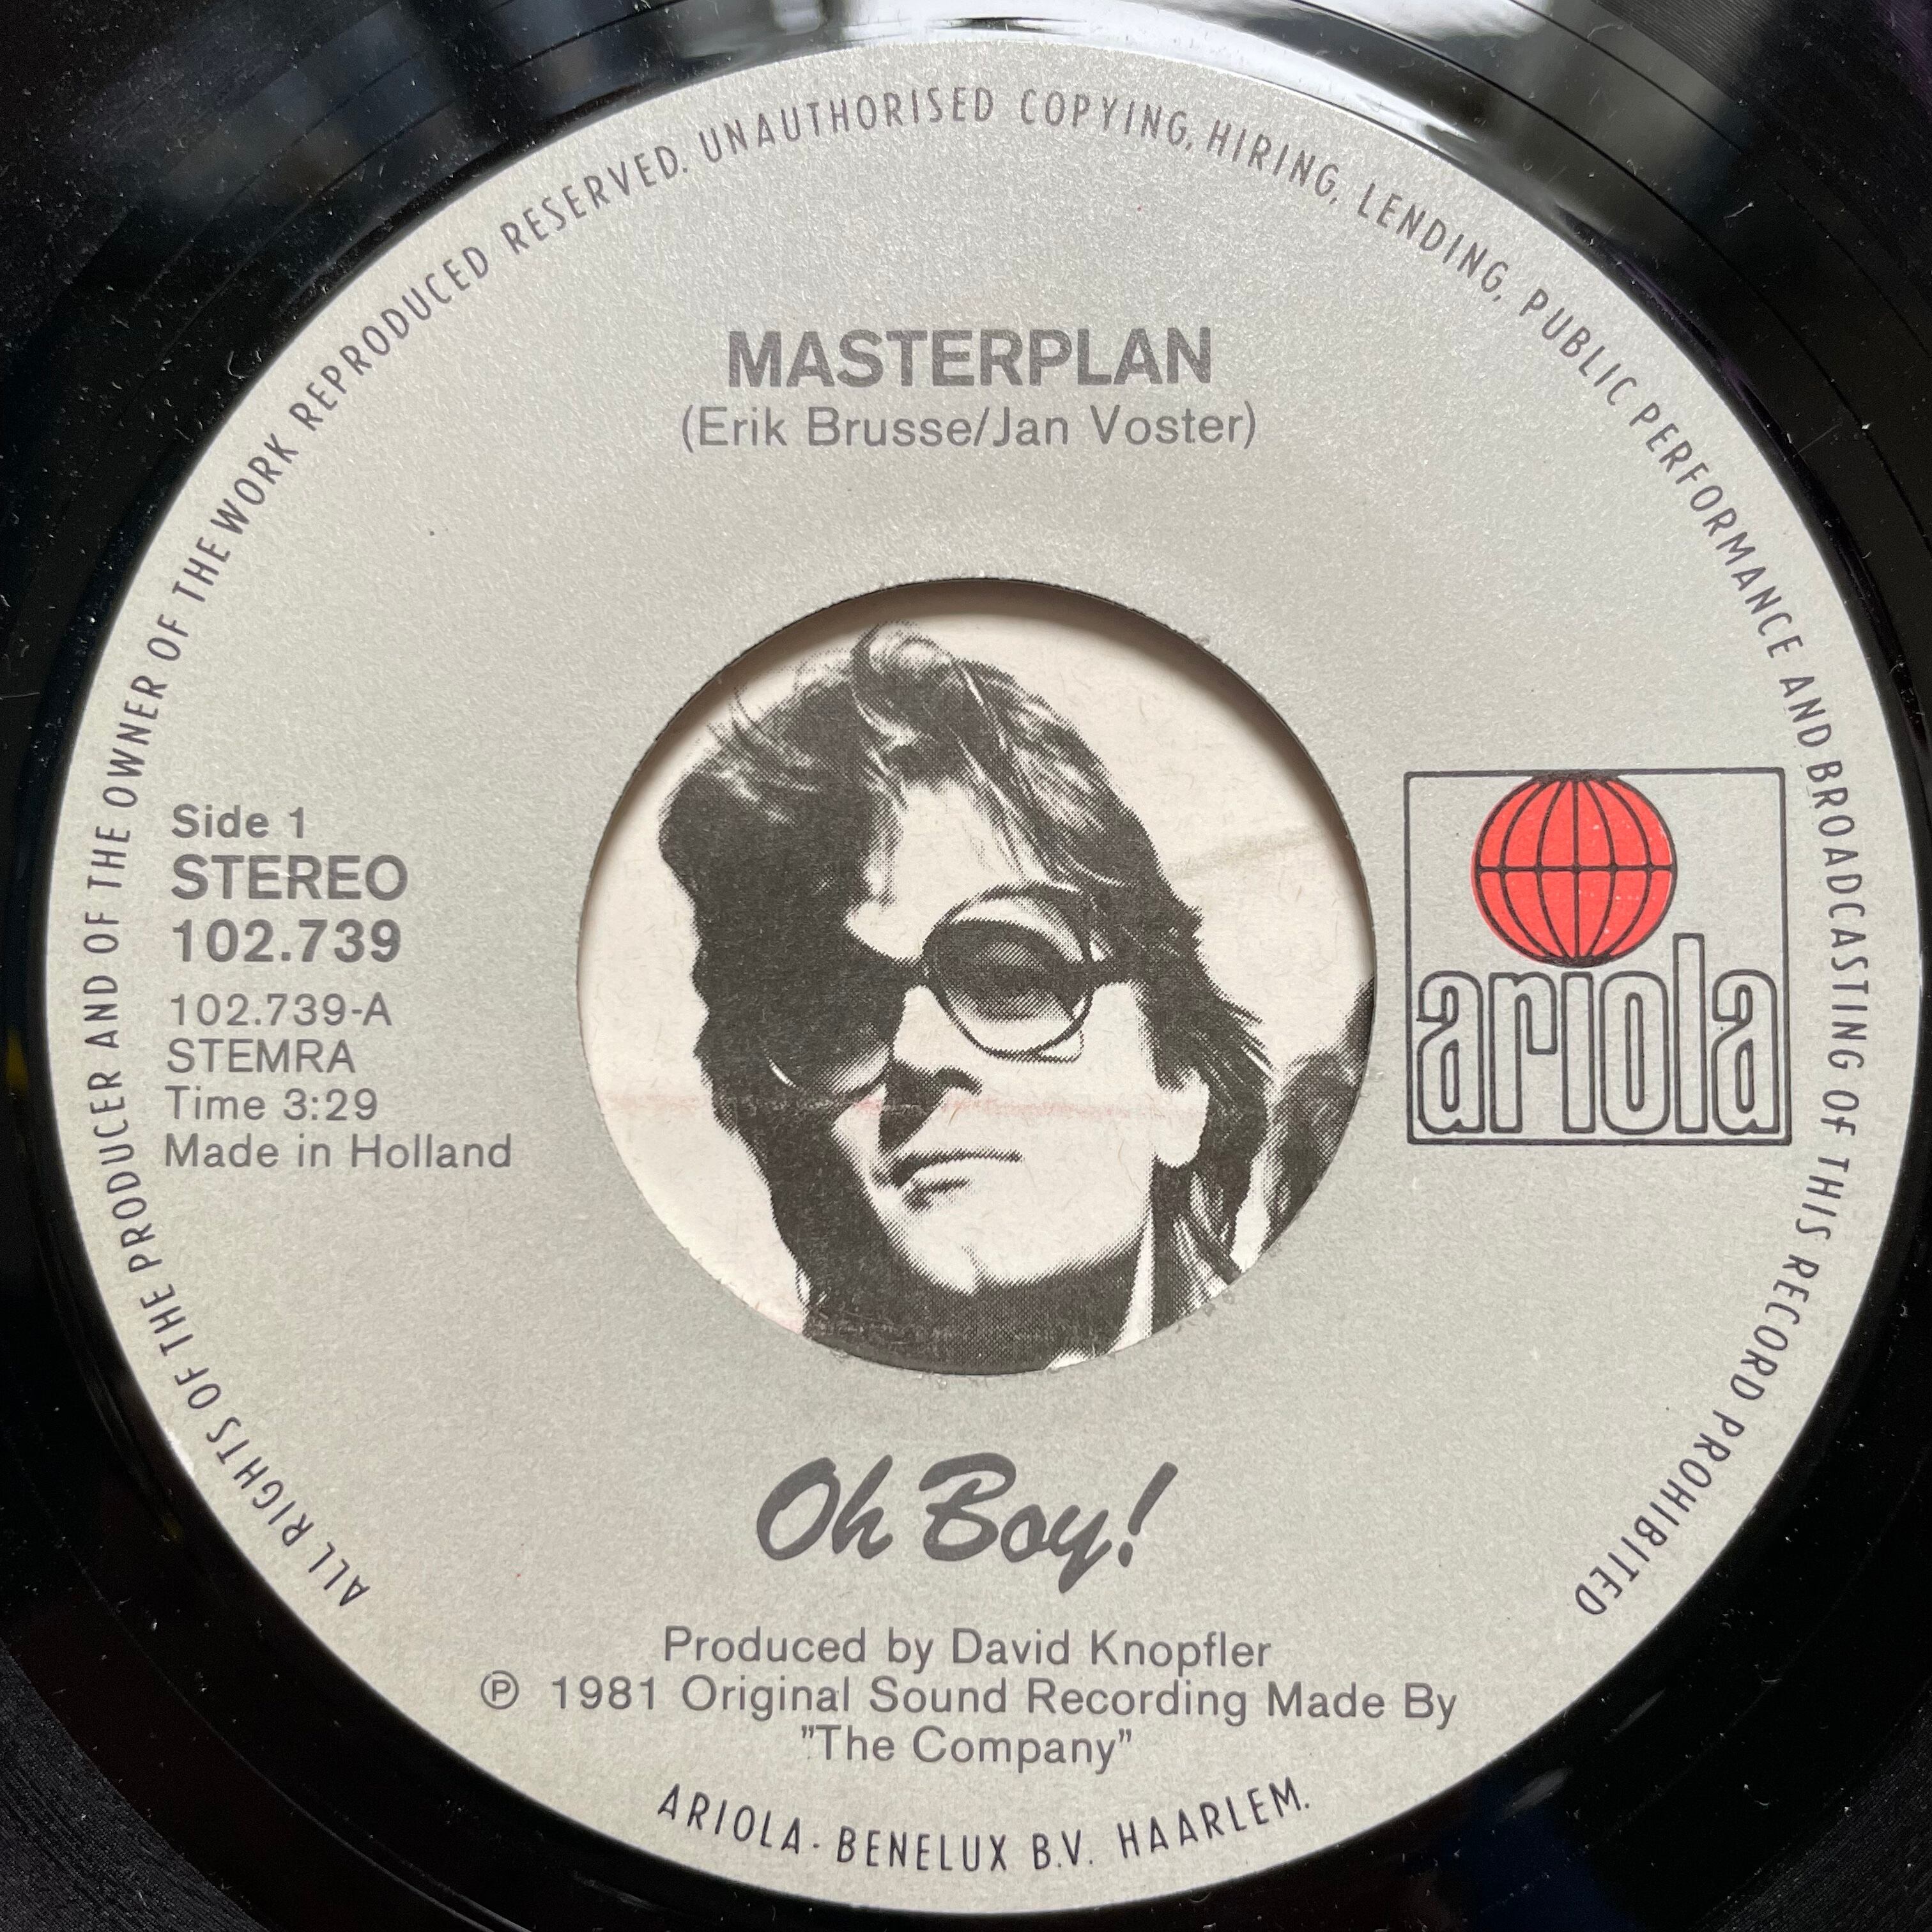 ALL RIGHTS OF THE PRODUCER AND OF THE OWNER OF THE WORK REPRODUCED RESERVED. UNAUTHORISED COPYING, HIRING, LENDING, PUBLIC PERFORMANCE AND BROADCASTING OF THIS RECORD PROHIBITED
MASTERPLAN
(Erik Brusse/Jan Voster)
Side 1
STEREO
102.739
102.739-A
STEMRA
Time 3:29
Made in Holland
ariola
Oh Boy!
Produced by David Knopfler
℗ 1981 Original Sound Recording Made By
"The Company"
ARIOLA - BENELUX B.V. HAARLEM.